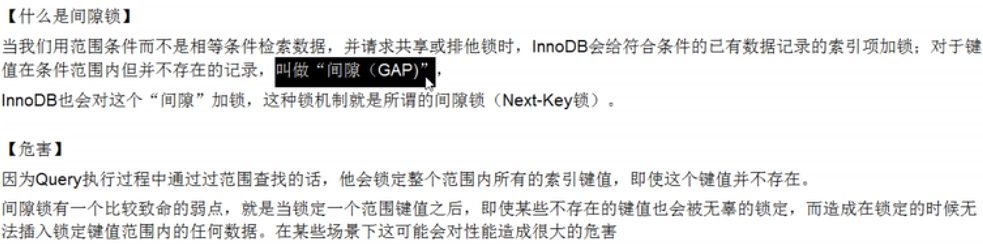 【什么是间隙锁】
当我们用范围条件而不是相等条件检索数据，并请求共享或排他锁时，InnoDB会给符合条件的已有数据记录的索引项加锁；对于键
值在条件范围内但并不存在的记录，叫做“间隙（GAP)”，
InnoDB也会对这个“间隙”加锁，这种锁机制就是所谓的间隙锁（Next-Key锁）。
【危害】
因为Query执行过程中通过过范围查找的话，他会锁定整个范围内所有的索引键值，即使这个键值并不存在。
间隙锁有一个比较致命的弱点，就是当锁定一个范围键值之后，即使某些不存在的键值也会被无辜的锁定，而造成在锁定的时候无
法插入锁定键值范围内的任何数据。在某些场景下这可能会对性能造成很大的危害